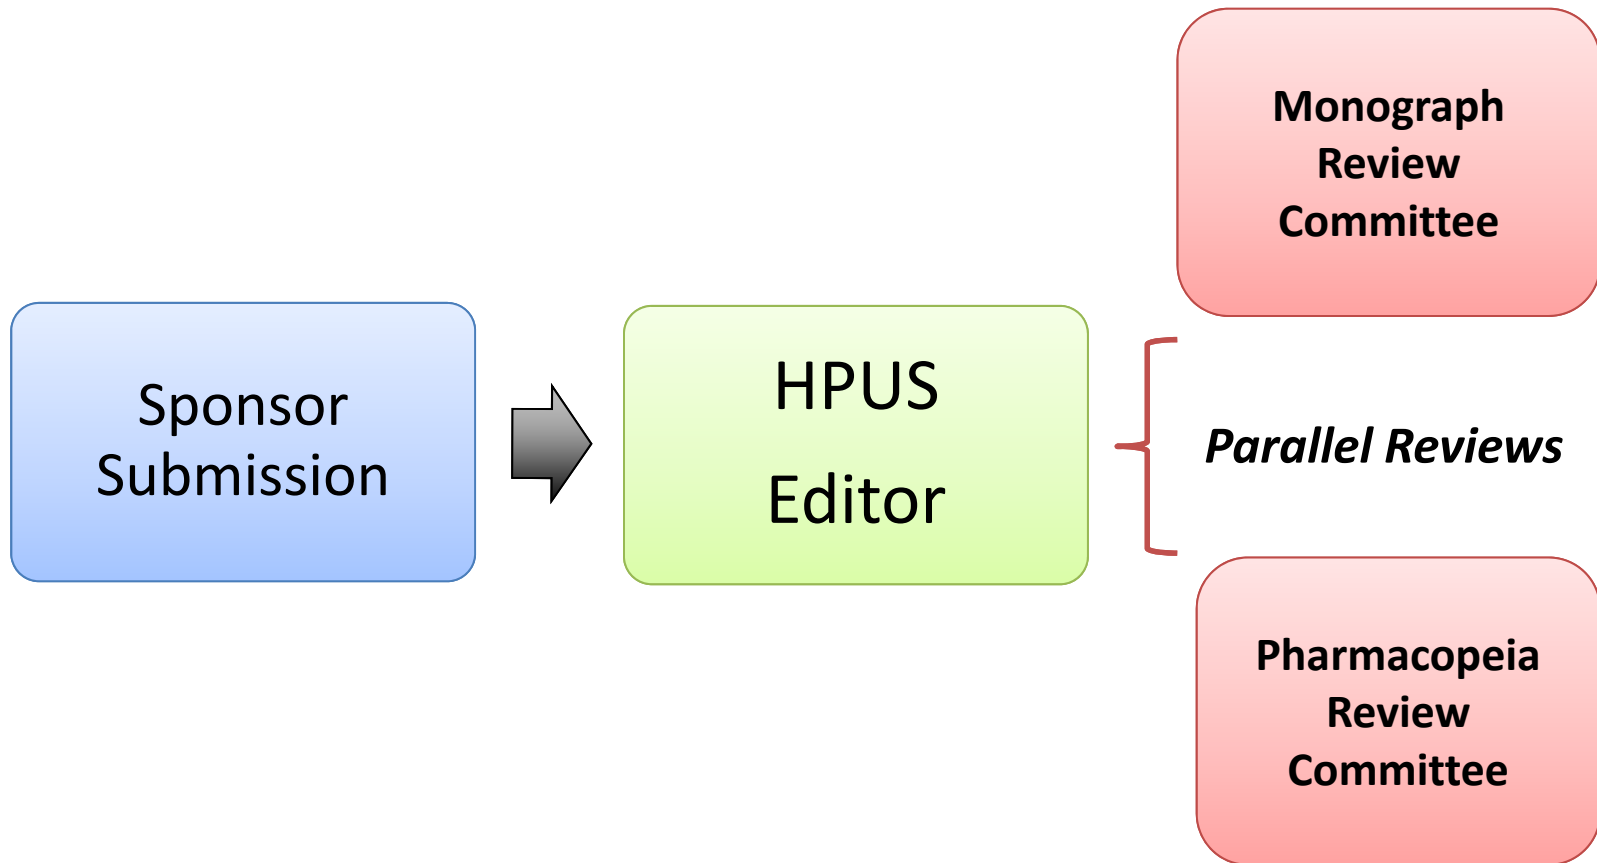 Sponsor
Submission
HPUS
Editor
Monograph
Review
Committee
Parallel Reviews
Pharmacopeia
Review
Committee